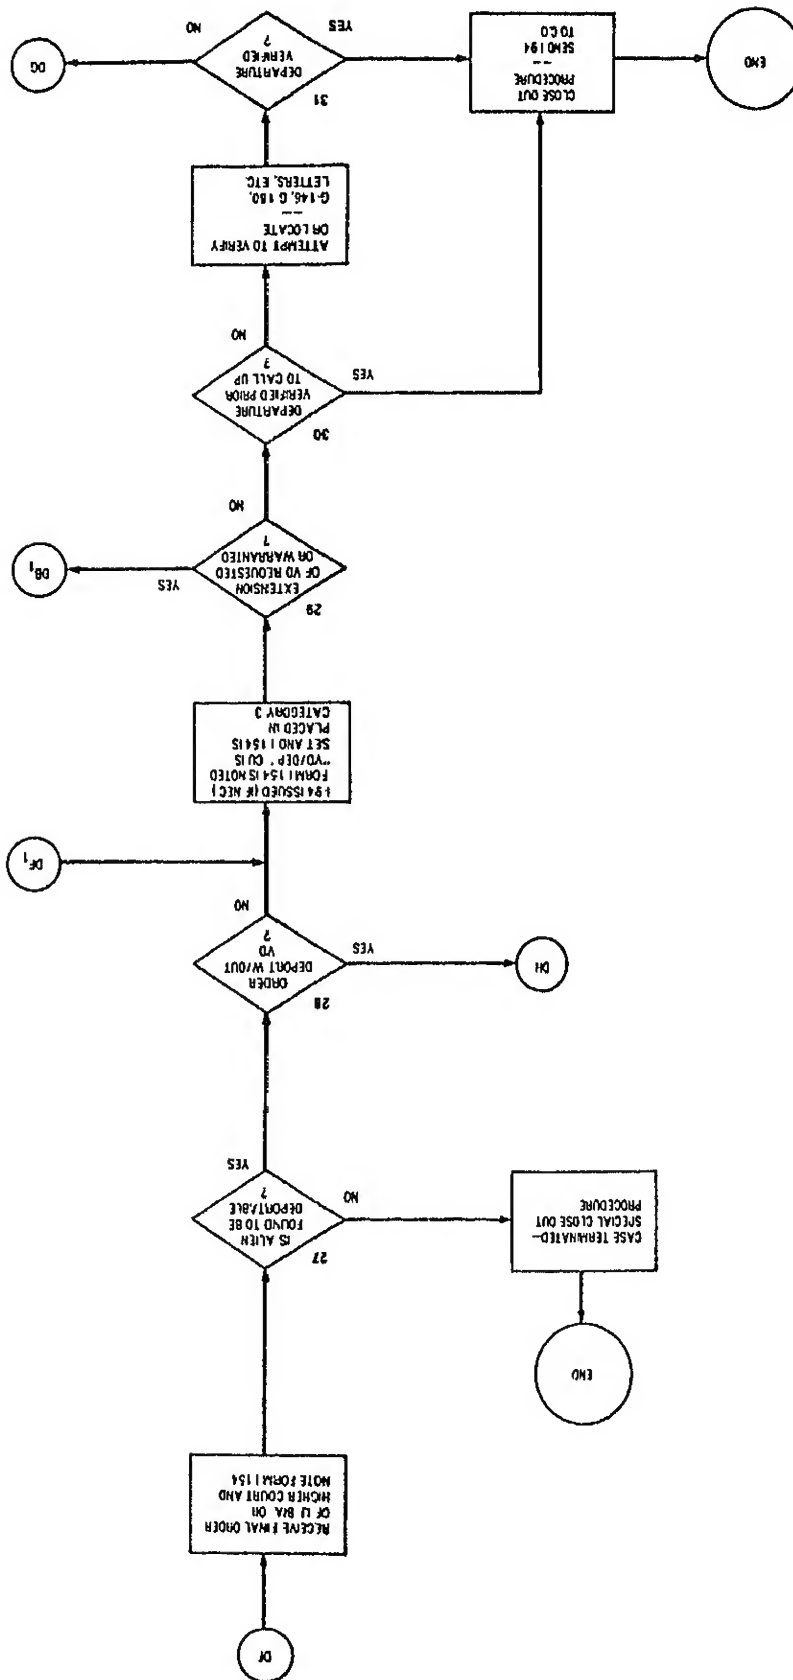 DF
RECEIVE FINAL ORDER
OF IJ BIA OR
HIGHER COURT AND
NOTE FORM I 154
27
IS ALIEN
FOUND TO BE
DEPORTABLE
?
NO
CASE TERMINATED—
SPECIAL CLOSE OUT
PROCEDURE
END
YES
28
ORDER
DEPORT W/OUT
VD
?
YES
DH
NO
DF1
I-94 ISSUED (IF NEC)
FORM I 154 IS NOTED
"VD/DEP" CU IS
SET AND I 154 IS
PLACED IN
CATEGORY 3
29
EXTENSION
OF VD REQUESTED
OR WARRANTED
?
YES
DB1
NO
30
DEPARTURE
VERIFIED PRIOR
TO CALL UP
?
YES
NO
ATTEMPT TO VERIFY
OR LOCATE
— —
G-146, G 180,
LETTERS, ETC.
31
DEPARTURE
VERIFIED
?
NO
DG
YES
CLOSE OUT
PROCEDURE
— —
SEND I 94
TO C.O
END